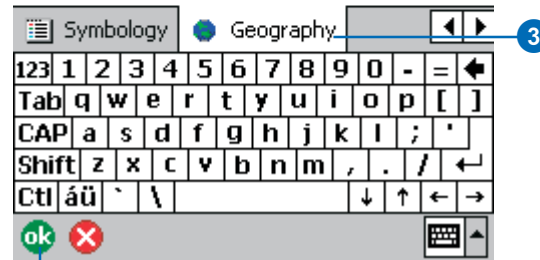 Symbology Geography 3
123 1 2 3 4 5 6 7 8 9 0 - =
Tab q w e r t y u i o p [ ]
CAP a s d f g h j k l ; '
Shift z x c v b n m , . / ↵
Ctl áü ` \ ↓ ↑ ← →
ok